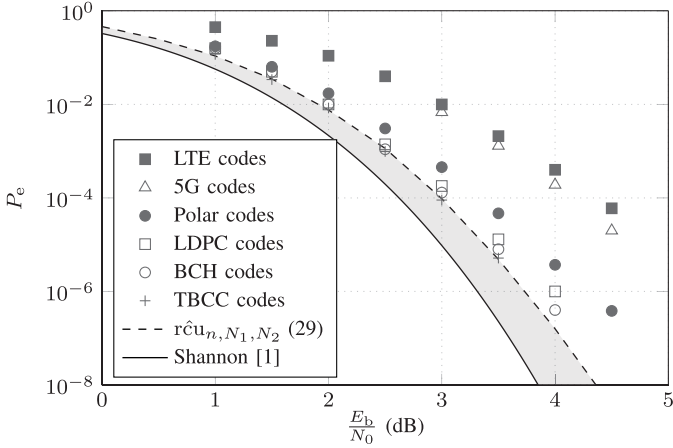 10^0
10^−2
10^−4
10^−6
10^−8
P_e
LTE codes
5G codes
Polar codes
LDPC codes
BCH codes
TBCC codes
rĉu_{n,N_1,N_2} (29)
Shannon [1]
0 1 2 3 4 5
E_b/N_0 (dB)